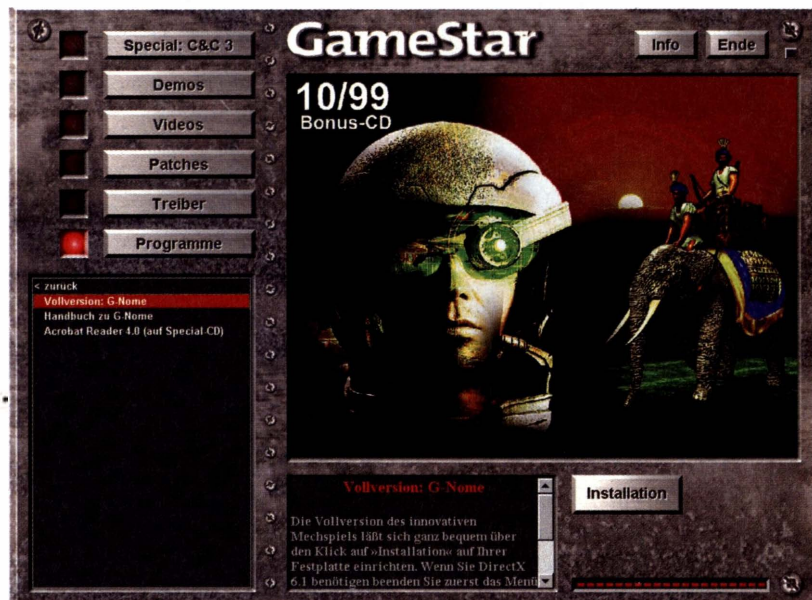 Special: C&C 3
Demos
Videos
Patches
Treiber
Programme
< zurück
Vollversion: G-Nome
Handbuch zu G-Nome
Acrobat Reader 4.0 (auf Special-CD)
GameStar
Info
Ende
10/99
Bonus-CD
Vollversion: G-Nome
Die Vollversion des innovativen
Mechspiels läßt sich ganz bequem über
den Klick auf »Installation« auf Ihrer
Festplatte einrichten. Wenn Sie DirectX
6.1 benötigen beenden Sie zuerst das Menü
Installation